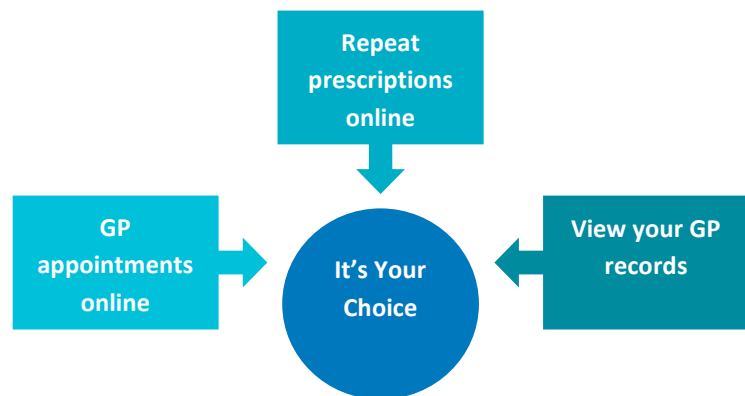 Repeat
prescriptions
online
GP
appointments
online
It’s Your
Choice
View your GP
records